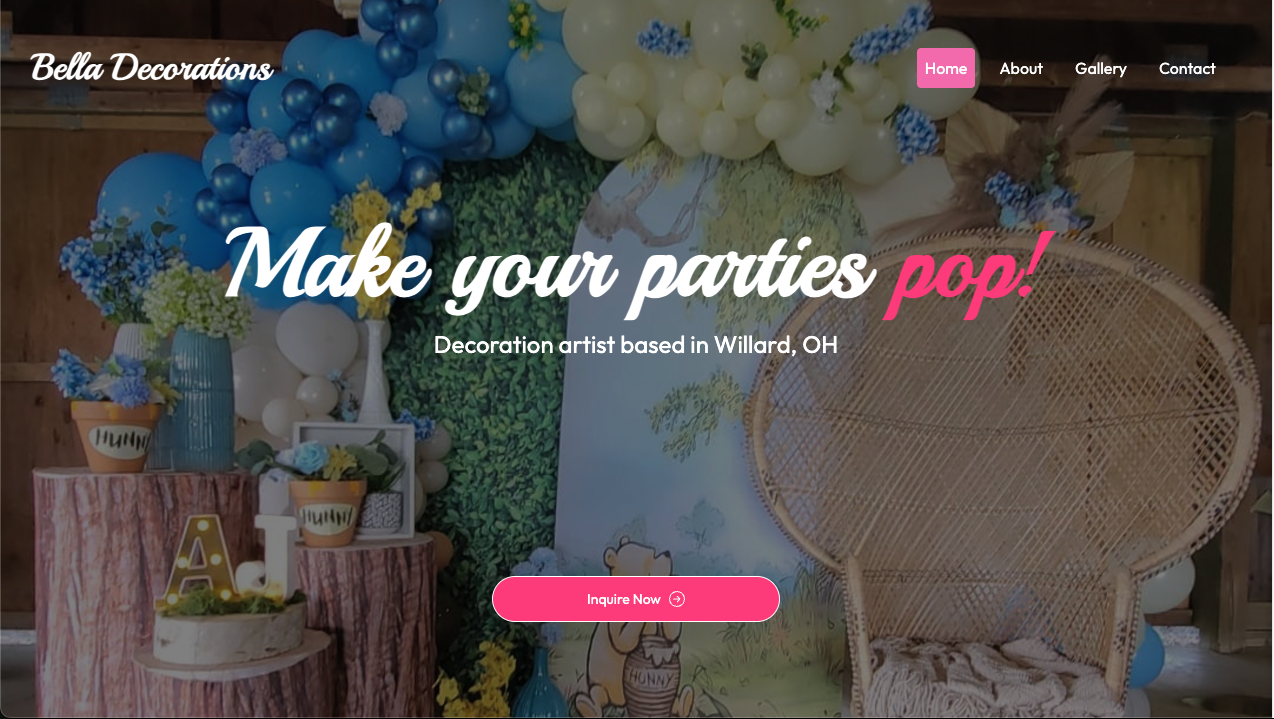 Bella Decorations
Home
About
Gallery
Contact
Make your parties pop!
Decoration artist based in Willard, OH
HUNNY
HUNNY
A I
Inquire Now
HUNNY